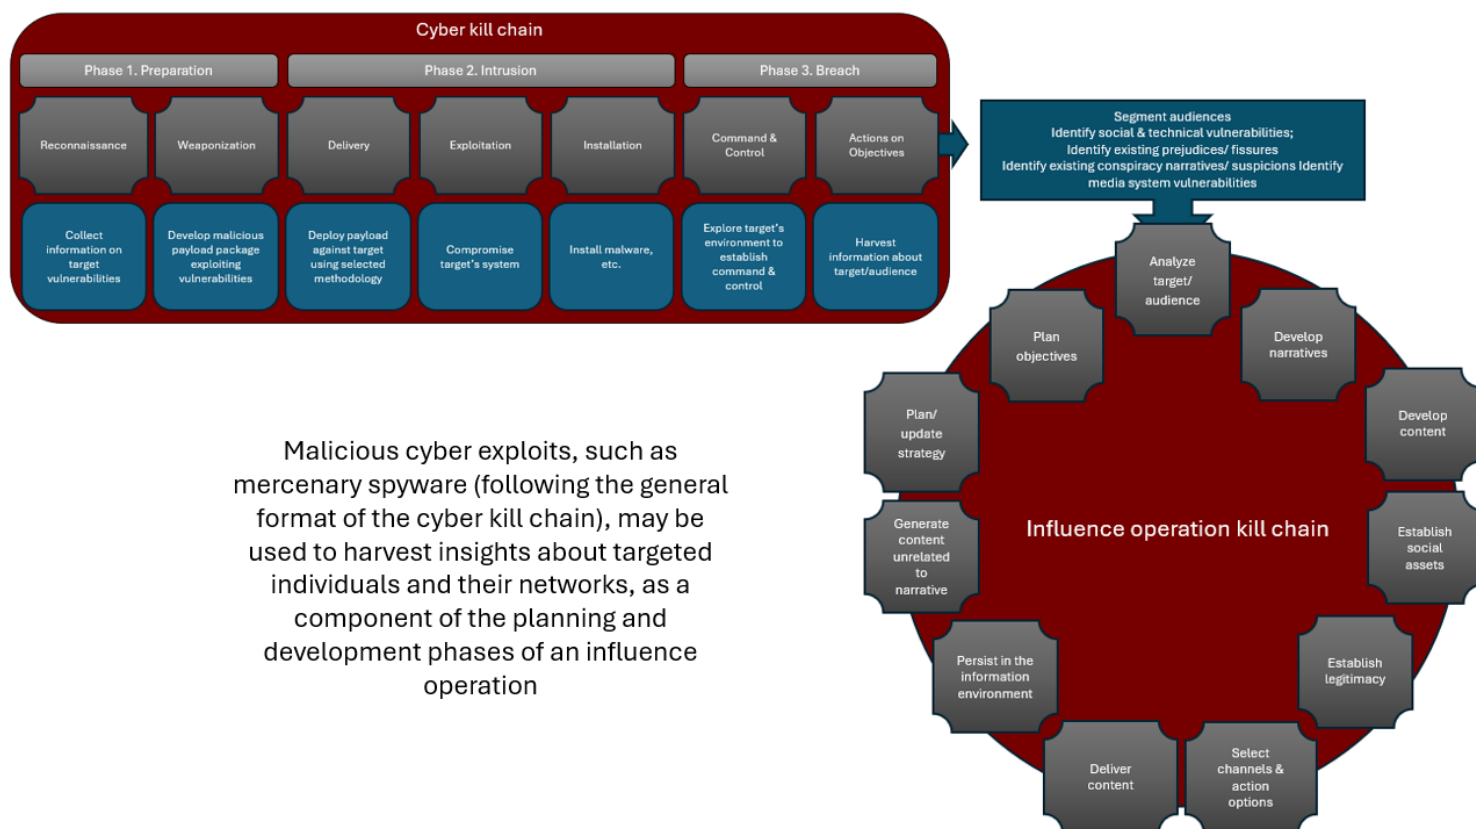 Cyber kill chain
Phase 1. Preparation
Phase 2. Intrusion
Phase 3. Breach
Reconnaissance
Weaponization
Delivery
Exploitation
Installation
Command &
Control
Actions on
Objectives
Collect
information on
target
vulnerabilities
Develop malicious
payload package
exploiting
vulnerabilities
Deploy payload
against target
using selected
methodology
Compromise
target's system
Install malware,
etc.
Explore target's
environment to
establish
command &
control
Harvest
information about
target/audience
Segment audiences
Identify social & technical vulnerabilities;
Identify existing prejudices/ fissures
Identify existing conspiracy narratives/ suspicions Identify
media system vulnerabilities
Analyze
target/
audience
Develop
narratives
Develop
content
Establish
social
assets
Establish
legitimacy
Select
channels &
action
options
Deliver
content
Persist in the
information
environment
Generate
content
unrelated
to
narrative
Plan/
update
strategy
Plan
objectives
Influence operation kill chain
Malicious cyber exploits, such as
mercenary spyware (following the general
format of the cyber kill chain), may be
used to harvest insights about targeted
individuals and their networks, as a
component of the planning and
development phases of an influence
operation